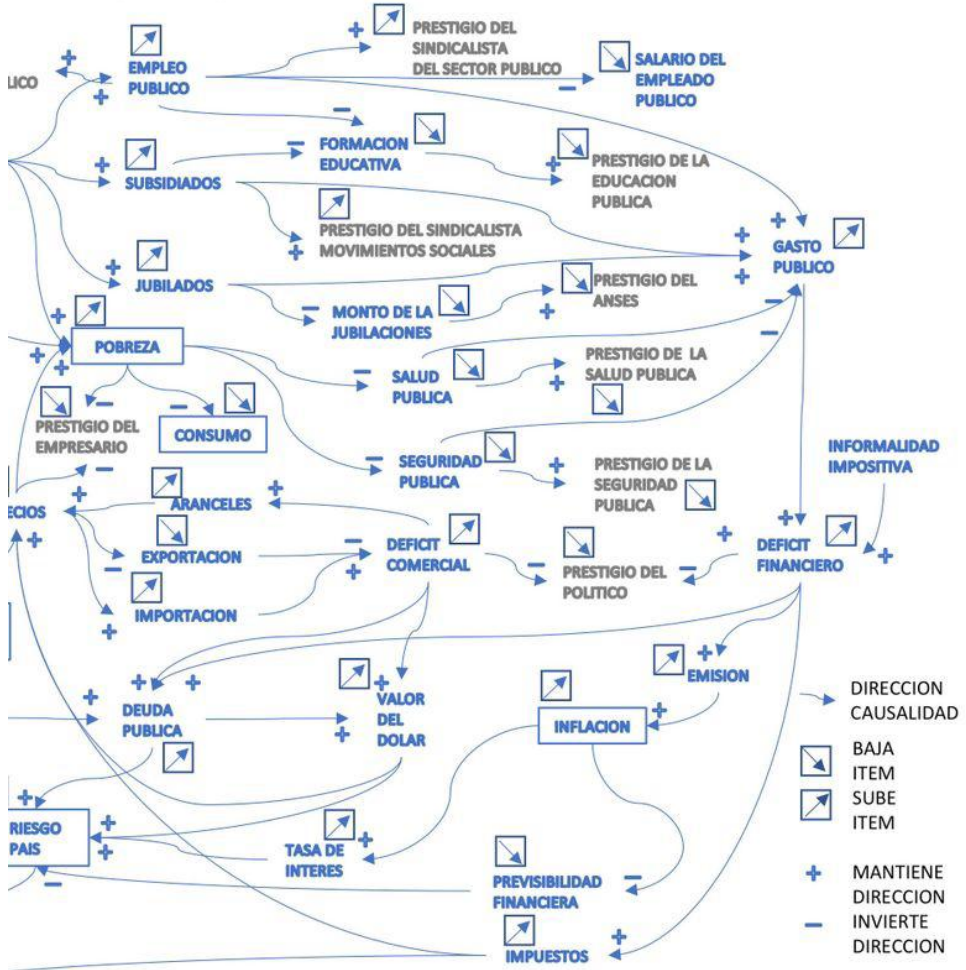 PRESTIGIO DEL
SINDICALISTA
DEL SECTOR PUBLICO
EMPLEO
PUBLICO
SALARIO DEL
EMPLEADO
PUBLICO
FORMACION
EDUCATIVA
SUBSIDIADOS
PRESTIGIO DE LA
EDUCACION
PUBLICA
PRESTIGIO DEL SINDICALISTA
MOVIMIENTOS SOCIALES
GASTO
PUBLICO
JUBILADOS
MONTO DE LA
JUBILACIONES
PRESTIGIO DEL
ANSES
POBREZA
SALUD
PUBLICA
PRESTIGIO DE LA
SALUD PUBLICA
PRESTIGIO DEL
EMPRESARIO
CONSUMO
SEGURIDAD
PUBLICA
PRESTIGIO DE LA
SEGURIDAD
PUBLICA
INFORMALIDAD
IMPOSITIVA
ARANCELES
EXPORTACION
IMPORTACION
DEFICIT
COMERCIAL
PRESTIGIO DEL
POLITICO
DEFICIT
FINANCIERO
EMISION
DEUDA
PUBLICA
VALOR
DEL
DOLAR
INFLACION
RIESGO
PAIS
TASA DE
INTERES
PREVISIBILIDAD
FINANCIERA
IMPUESTOS
DIRECCION
CAUSALIDAD
BAJA
ITEM
SUBE
ITEM
+ MANTIENE
DIRECCION
− INVIERTE
DIRECCION